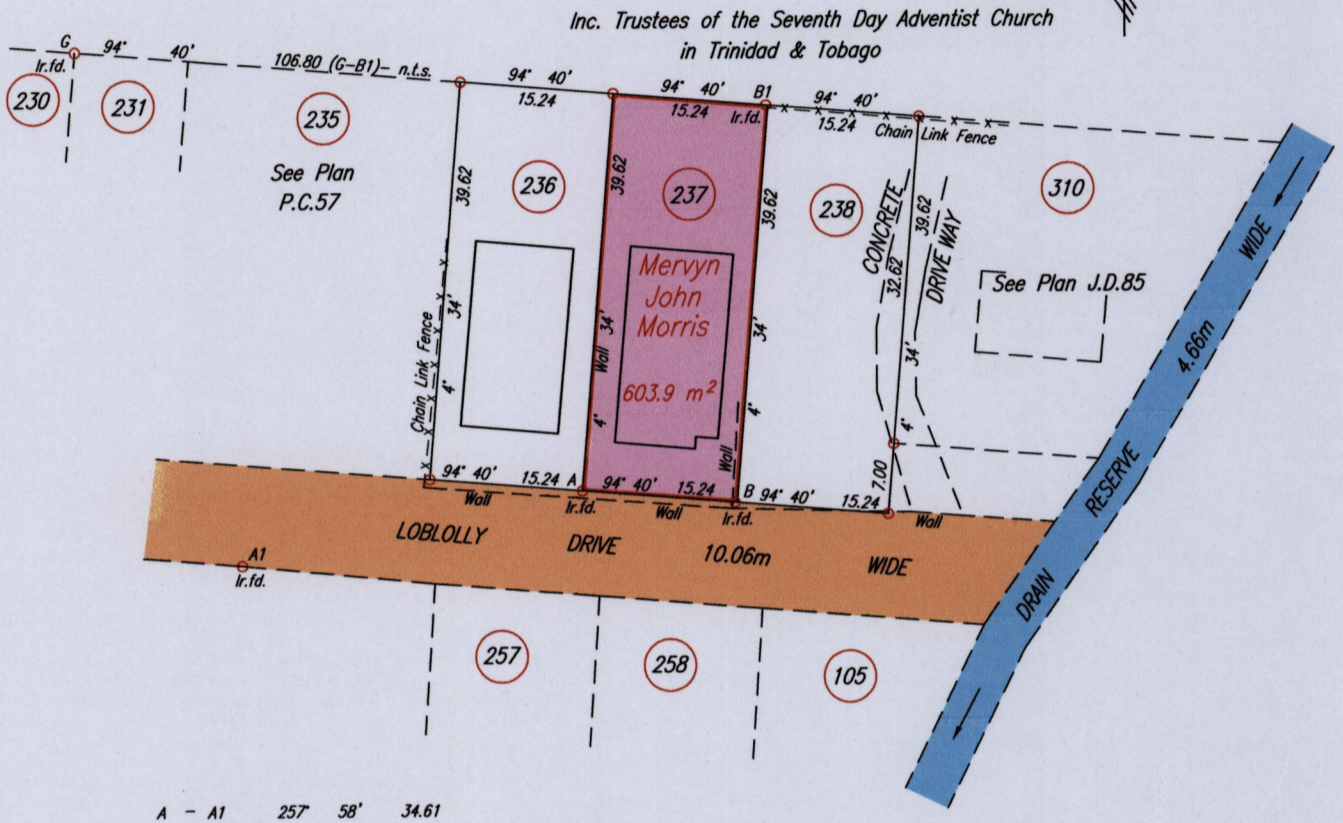 Inc. Trustees of the Seventh Day Adventist Church
in Trinidad & Tobago
G
94° 40'
Ir.fd.
106.80 (G-B1)- n.t.s.
94° 40'
15.24
94° 40'
15.24
B1
Ir.fd.
94° 40'
15.24
Chain Link Fence
230
231
235
See Plan
P.C.57
236
237
238
310
39.62
39.62
39.62
39.62
32.62
CONCRETE
DRIVE WAY
See Plan J.D.85
WIDE
4.66m
RESERVE
DRAIN
Mervyn
John
Morris
603.9 m²
Chain Link Fence
4° 34'
Wall
4° 34'
Wall
4° 34'
4° 34'
7.00
94° 40' 15.24
Wall
A
Ir.fd.
94° 40' 15.24
Wall
B
Ir.fd.
94° 40' 15.24
Wall
LOBLOLLY DRIVE 10.06m WIDE
A1
Ir.fd.
257
258
105
A - A1 257° 58' 34.61